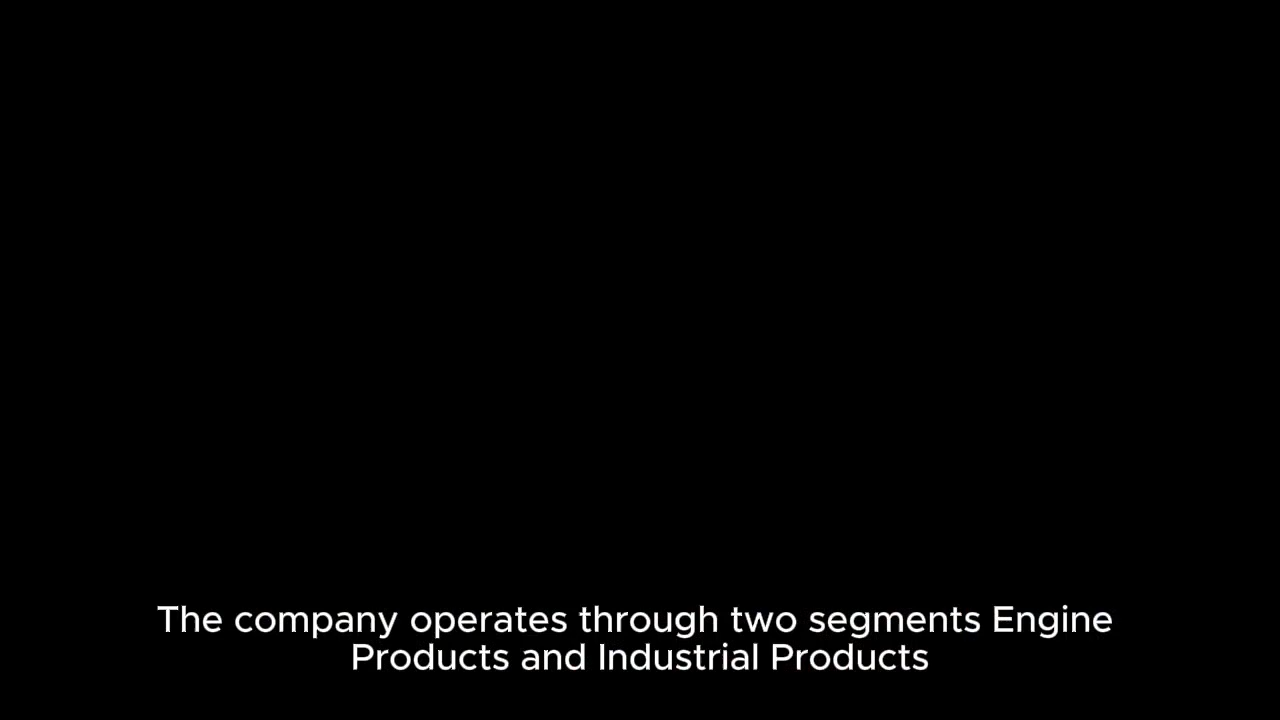 The company operates through two segments Engine
Products and Industrial Products